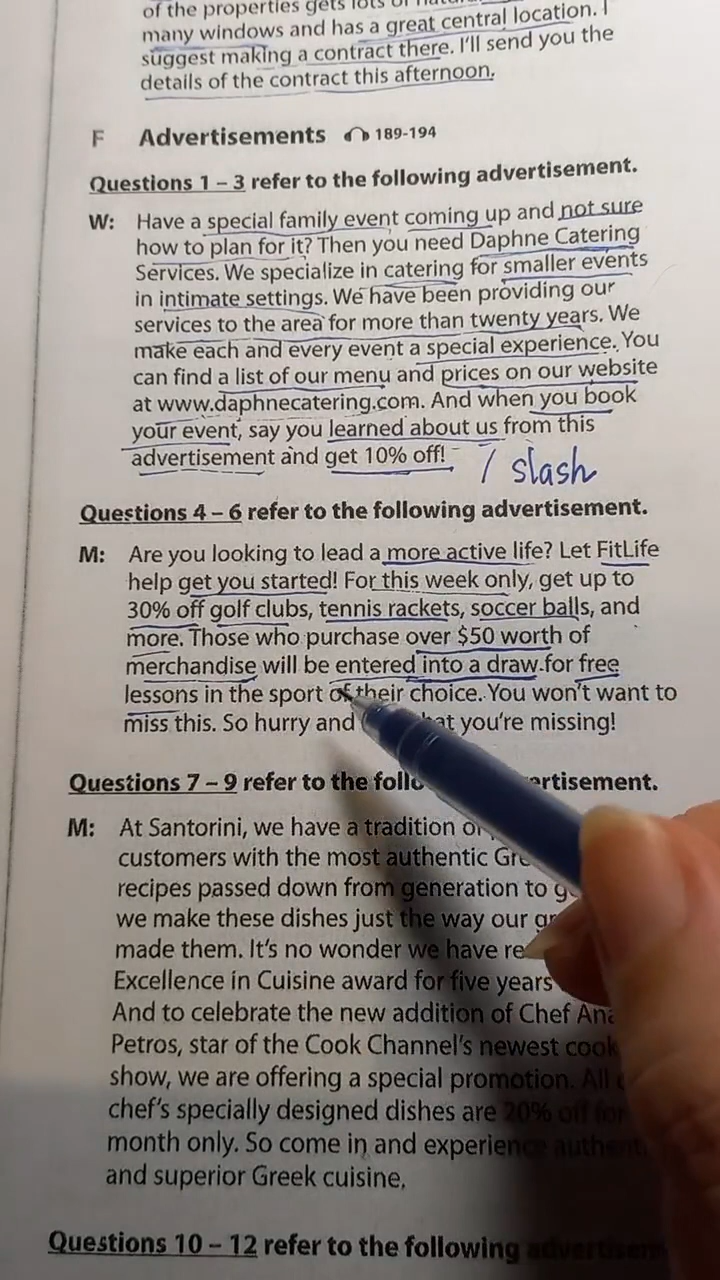 of the properties gets lots of
many windows and has a great central location. I
suggest making a contract there. I'll send you the
details of the contract this afternoon.
F Advertisements 189-194
Questions 1 – 3 refer to the following advertisement.
W: Have a special family event coming up and not sure
how to plan for it? Then you need Daphne Catering
Services. We specialize in catering for smaller events
in intimate settings. We have been providing our
services to the area for more than twenty years. We
make each and every event a special experience. You
can find a list of our menu and prices on our website
at www.daphnecatering.com. And when you book
your event, say you learned about us from this
advertisement and get 10% off! / slash
Questions 4 – 6 refer to the following advertisement.
M: Are you looking to lead a more active life? Let FitLife
help get you started! For this week only, get up to
30% off golf clubs, tennis rackets, soccer balls, and
more. Those who purchase over $50 worth of
merchandise will be entered into a draw for free
lessons in the sport of their choice. You won't want to
miss this. So hurry and you're missing!
Questions 7 – 9 refer to the
M: At Santorini, we have a tradition
customers with the most authentic
recipes passed down from generation to
we make these dishes just the way our
made them. It's no wonder we have
Excellence in Cuisine award for five years
And to celebrate the new addition of Chef
Petros, star of the Cook Channel's newest
show, we are offering a special promotion. All
chef's specially designed dishes are 20% off for
month only. So come in and experience
and superior Greek cuisine.
Questions 10 – 12 refer to the following